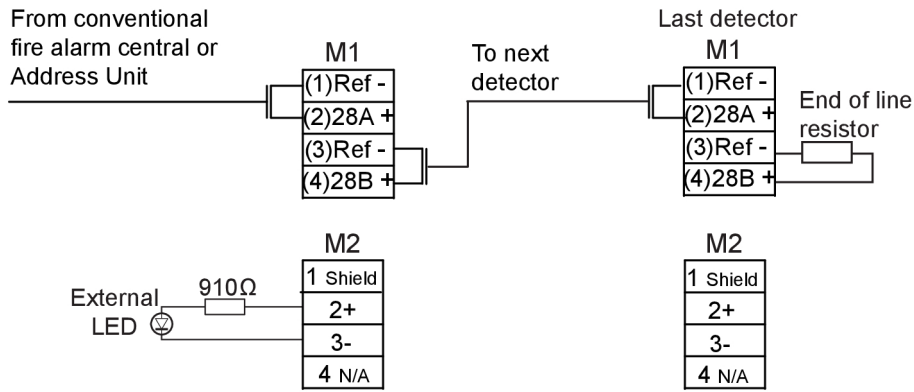 From conventional
fire alarm central or
Address Unit
M1
(1)Ref -
(2)28A +
(3)Ref -
(4)28B +
To next
detector
Last detector
M1
(1)Ref -
(2)28A +
(3)Ref -
(4)28B +
End of line
resistor
M2
1 Shield
2+
3-
4 N/A
910Ω
External
LED
M2
1 Shield
2+
3-
4 N/A